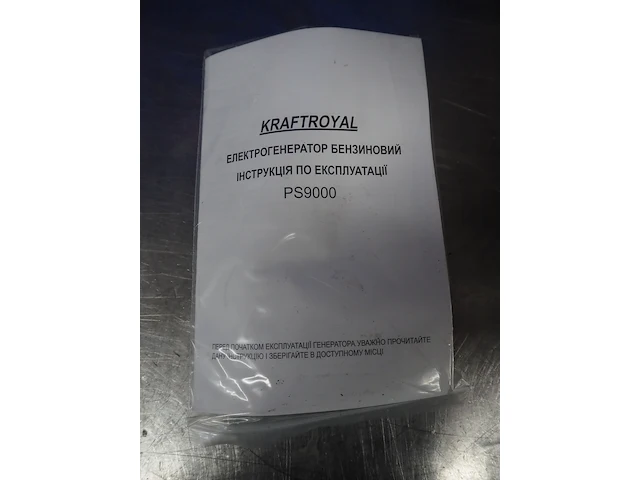 KRAFTROYAL
ЕЛЕКТРОГЕНЕРАТОР БЕНЗИНОВИЙ
ІНСТРУКЦІЯ ПО ЕКСПЛУАТАЦІЇ
PS9000
ПЕРЕД ПОЧАТКОМ ЕКСПЛУАТАЦІЇ ГЕНЕРАТОРА УВАЖНО ПРОЧИТАЙТЕ
ДАНУ ІНСТРУКЦІЮ І ЗБЕРІГАЙТЕ В ДОСТУПНОМУ МІСЦІ